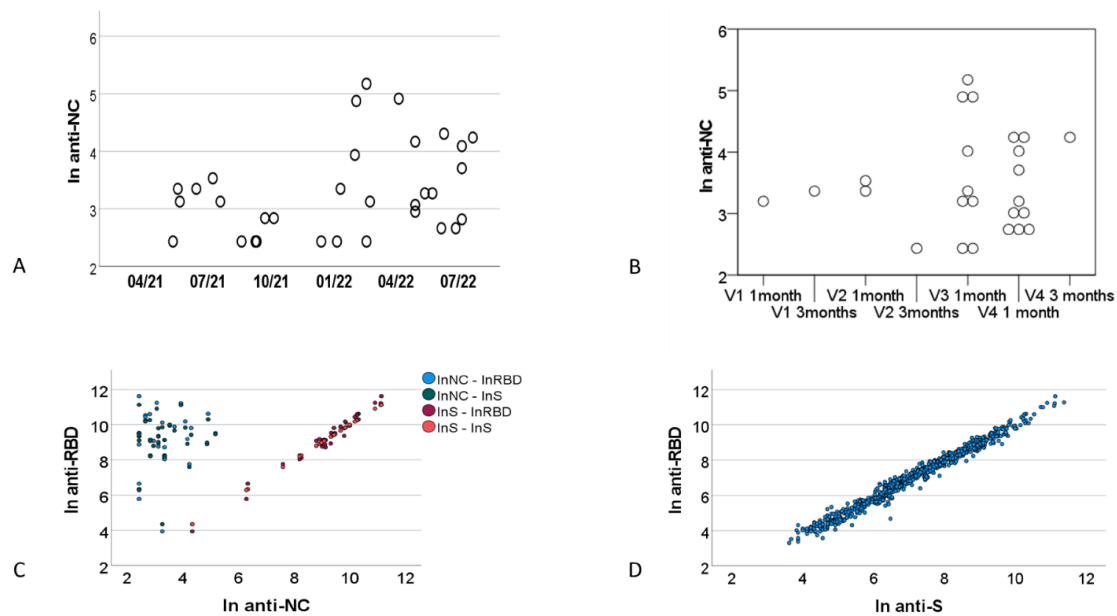 6
5
4
3
2
ln anti-NC
04/21 07/21 10/21 01/22 04/22 07/22
A
6
5
4
3
2
ln anti-NC
V1 1month V2 1month V3 1month V4 3 months
V1 3months V2 3months V4 1 month
B
12
10
8
6
4
2
ln anti-RBD
2 4 6 8 10 12
ln anti-NC
lnNC - lnRBD
lnNC - lnS
lnS - lnRBD
lnS - lnS
C
12
10
8
6
4
2
ln anti-RBD
2 4 6 8 10 12
ln anti-S
D